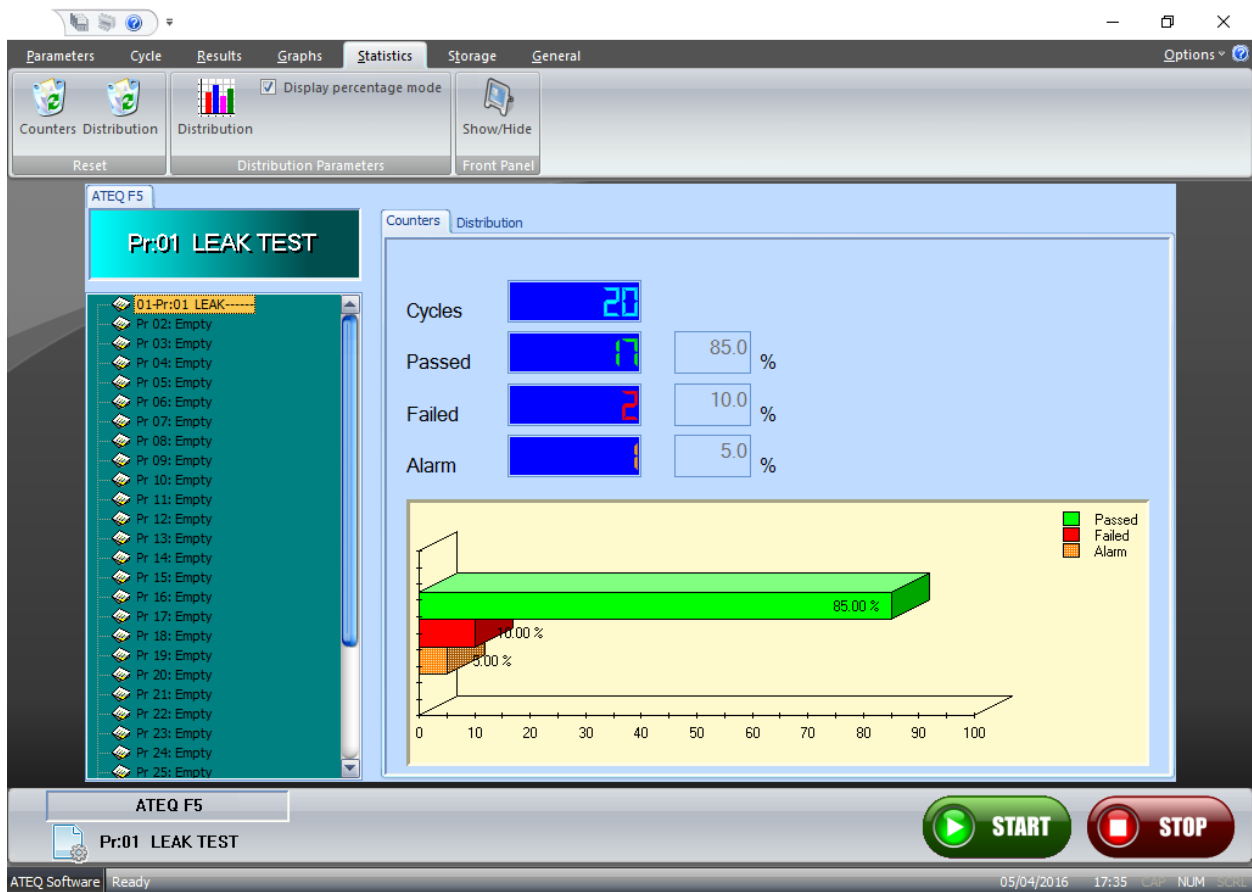 Parameters Cycle Results Graphs Statistics Storage General Options
Display percentage mode
Counters Distribution Distribution Show/Hide
Reset Distribution Parameters Front Panel
ATEQ F5
Pr:01 LEAK TEST
01-Pr:01 LEAK------
Pr 02: Empty
Pr 03: Empty
Pr 04: Empty
Pr 05: Empty
Pr 06: Empty
Pr 07: Empty
Pr 08: Empty
Pr 09: Empty
Pr 10: Empty
Pr 11: Empty
Pr 12: Empty
Pr 13: Empty
Pr 14: Empty
Pr 15: Empty
Pr 16: Empty
Pr 17: Empty
Pr 18: Empty
Pr 19: Empty
Pr 20: Empty
Pr 21: Empty
Pr 22: Empty
Pr 23: Empty
Pr 24: Empty
Pr 25: Empty
Counters Distribution
Cycles 20
Passed 17 85.0 %
Failed 2 10.0 %
Alarm 1 5.0 %
Passed
Failed
Alarm
85.00 %
10.00 %
5.00 %
0 10 20 30 40 50 60 70 80 90 100
ATEQ F5
Pr:01 LEAK TEST
START STOP
ATEQ Software Ready 05/04/2016 17:35 CAP NUM SCRL